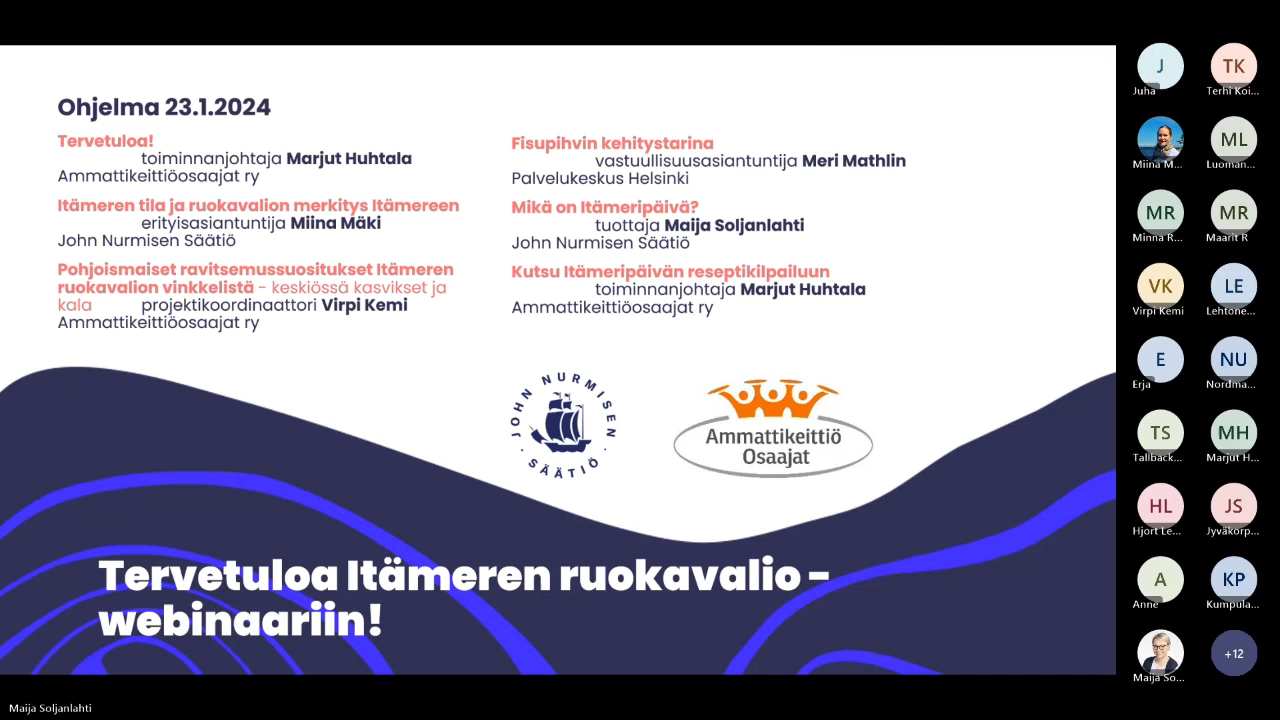 Ohjelma 23.1.2024
Tervetuloa!
toiminnanjohtaja Marjut Huhtala
Ammattikeittiöosaajat ry
Itämeren tila ja ruokavalion merkitys Itämereen
erityisasiantuntija Miina Mäki
John Nurmisen Säätiö
Pohjoismaiset ravitsemussuositukset Itämeren
ruokavalion vinkkelistä - keskiössä kasvikset ja
kala projektikoordinaattori Virpi Kemi
Ammattikeittiöosaajat ry
Fisupihvin kehitystarina
vastuullisuusasiantuntija Meri Mathlin
Palvelukeskus Helsinki
Mikä on Itämeripäivä?
tuottaja Maija Soljanlahti
John Nurmisen Säätiö
Kutsu Itämeripäivän reseptikilpailuun
toiminnanjohtaja Marjut Huhtala
Ammattikeittiöosaajat ry
JOHN NURMISEN
SÄÄTIÖ
Ammattikeittiö
Osaajat
Tervetuloa Itämeren ruokavalio -
webinaariin!
J
Juha
TK
Terhi Koi...
Miina M...
ML
Luoman...
MR
Minna R...
MR
Maarit R
VK
Virpi Kemi
LE
Lehtone...
E
Erja
NU
Nordma...
TS
Tallback...
MH
Marjut H...
HL
Hjort Le...
JS
Jyväkorp...
A
Anne
KP
Kumpula...
Maija So...
+12
Maija Soljanlahti